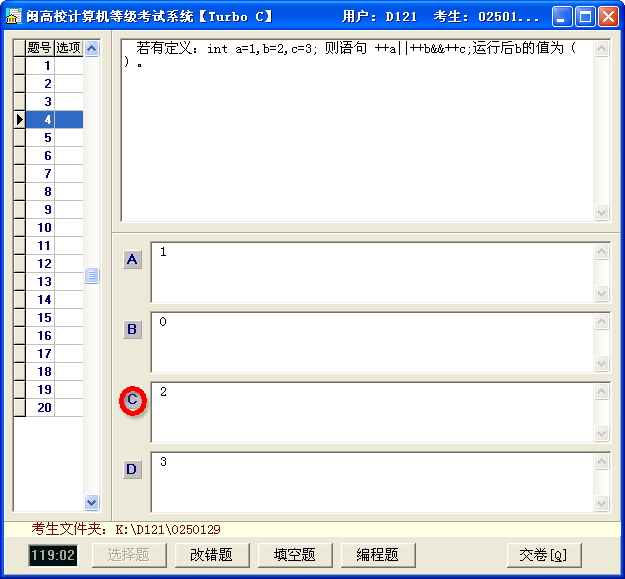 闽高校计算机等级考试系统【Turbo C】 用户: D121 考生: 02501...
题号 选项
1
2
3
4
5
6
7
8
9
10
11
12
13
14
15
16
17
18
19
20
若有定义: int a=1,b=2,c=3; 则语句 ++a||++b&&++c;运行后b的值为(
)。
A 1
B 0
C 2
D 3
考生文件夹: K:\D121\0250129
119:02 选择题 改错题 填空题 编程题 交卷[Q]